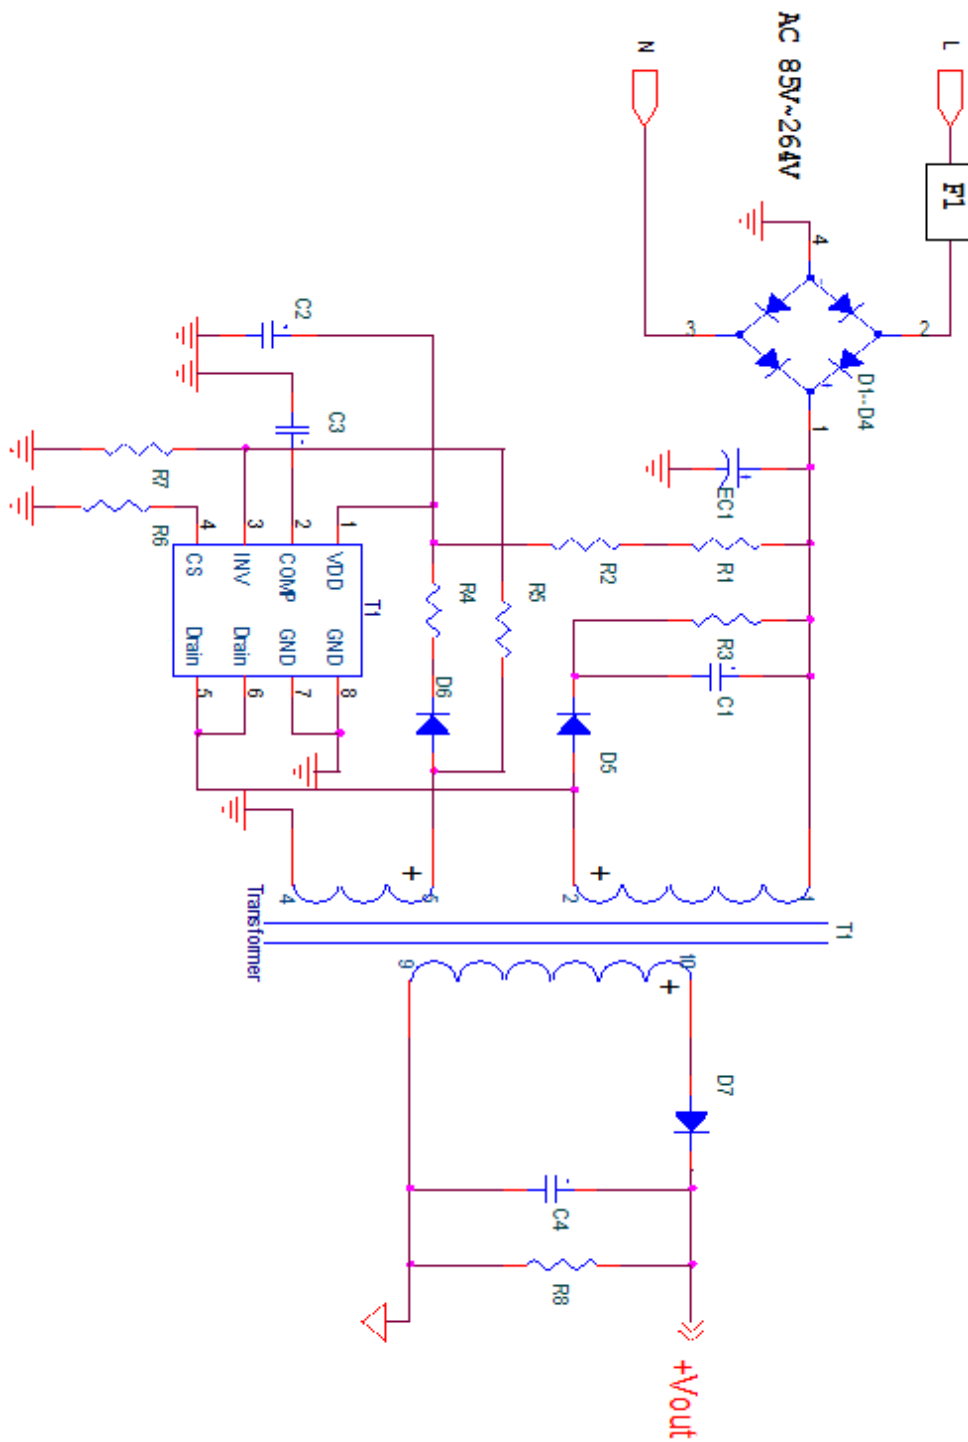 L
F1
AC 85V~264V
N
4
2
3
D1--D4
1
EC1
R1
R2
R3
C1
D5
C2
C3
R7
R6
R4
R5
D6
1
2
3
4
VDD
COMP
INV
CS
T1
GND
GND
Drain
Drain
8
7
6
5
+
+
1
2
5
4
T1
Transformer
10
9
+
D7
C4
R8
+Vout